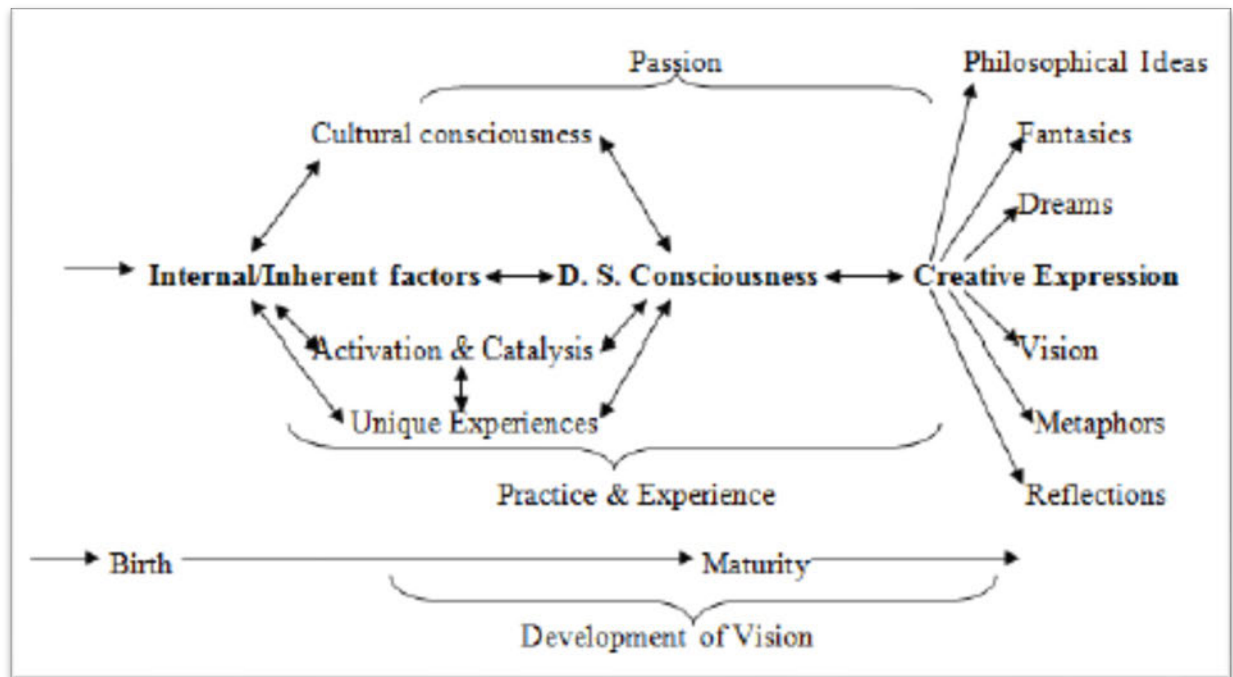 Passion
Philosophical Ideas
Cultural consciousness
Fantasies
Dreams
Internal/Inherent factors
D. S. Consciousness
Creative Expression
Activation & Catalysis
Vision
Unique Experiences
Metaphors
Practice & Experience
Reflections
Birth
Maturity
Development of Vision